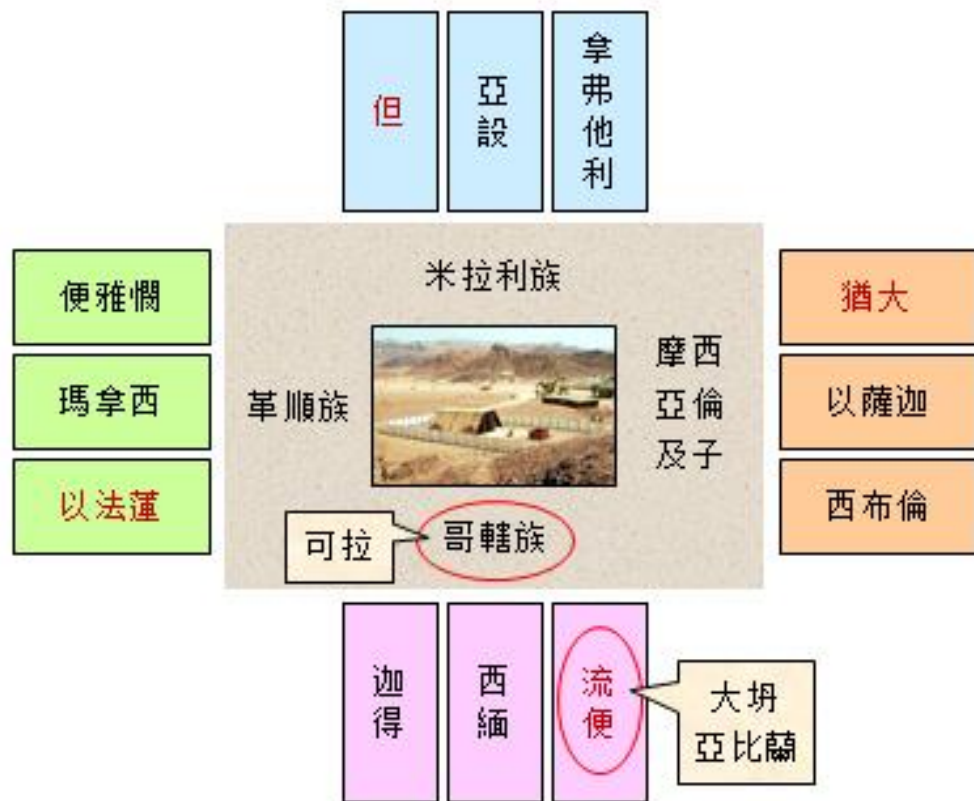 但
亞設
拿弗他利
米拉利族
便雅憫
瑪拿西
以法蓮
革順族
摩西
亞倫
及子
猶大
以薩迦
西布倫
可拉
哥轄族
迦得
西緬
流便
大坍
亞比蘭